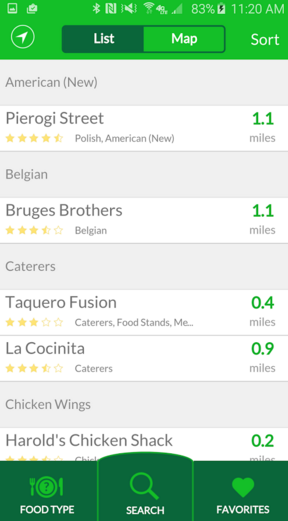 83% 11:20 AM
List Map Sort
American (New)
Pierogi Street 1.1
Polish, American (New) miles
Belgian
Bruges Brothers 1.1
Belgian miles
Caterers
Taquero Fusion 0.4
Caterers, Food Stands, Me... miles
La Cocinita 0.9
Caterers miles
Chicken Wings
Harold's Chicken Shack 0.2
miles
FOOD TYPE SEARCH FAVORITES